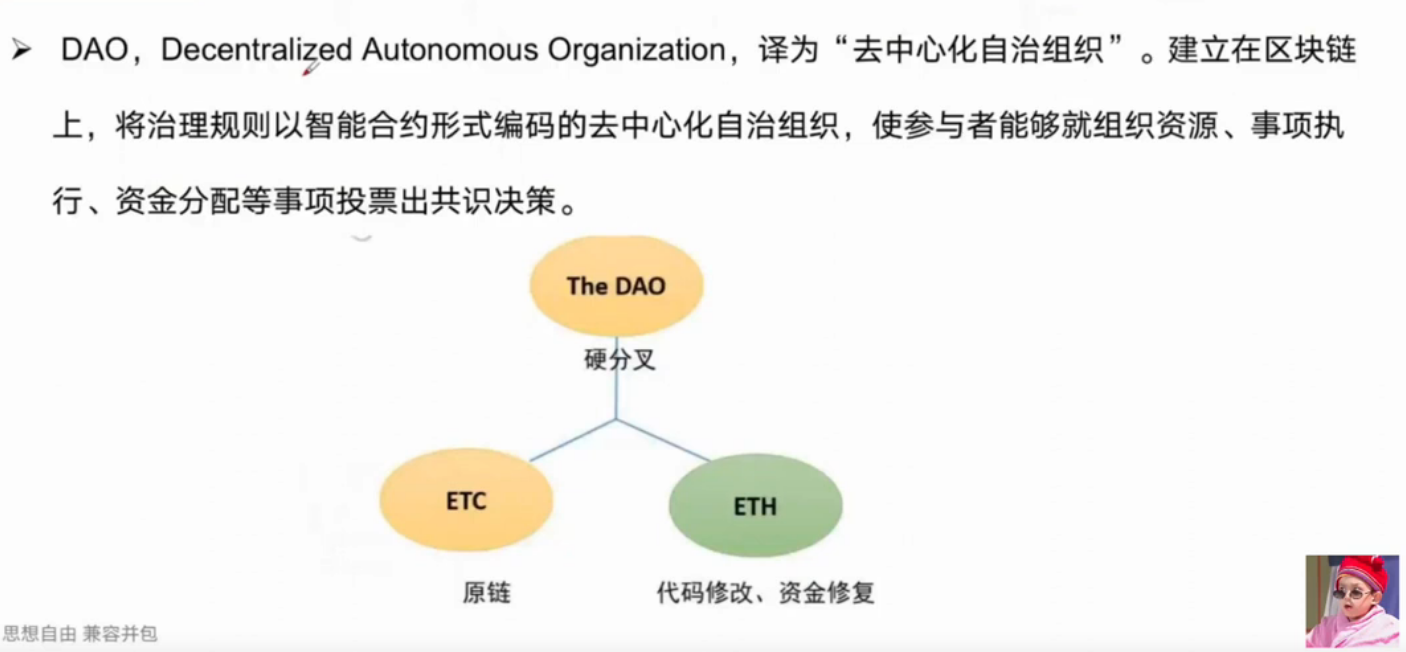 ➢ DAO，Decentralized Autonomous Organization，译为“去中心化自治组织”。建立在区块链
上，将治理规则以智能合约形式编码的去中心化自治组织，使参与者能够就组织资源、事项执
行、资金分配等事项投票出共识决策。
The DAO
硬分叉
ETC
ETH
原链
代码修改、资金修复
思想自由 兼容并包